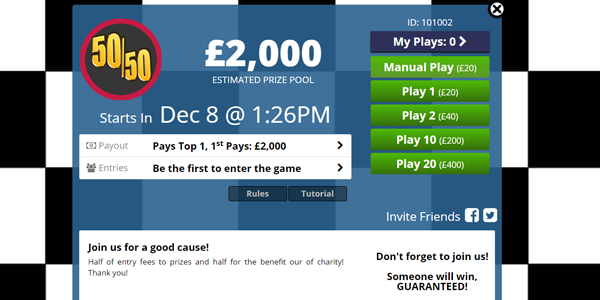 50/50
£2,000
ESTIMATED PRIZE POOL
Starts In Dec 8 @ 1:26PM
Payout Pays Top 1, 1st Pays: £2,000
Entries Be the first to enter the game
Rules Tutorial
ID: 101002
My Plays: 0
Manual Play (£20)
Play 1 (£20)
Play 2 (£40)
Play 10 (£200)
Play 20 (£400)
Invite Friends
Join us for a good cause!
Half of entry fees to prizes and half for the benefit our of charity!
Thank you!
Don't forget to join us!
Someone will win,
GUARANTEED!